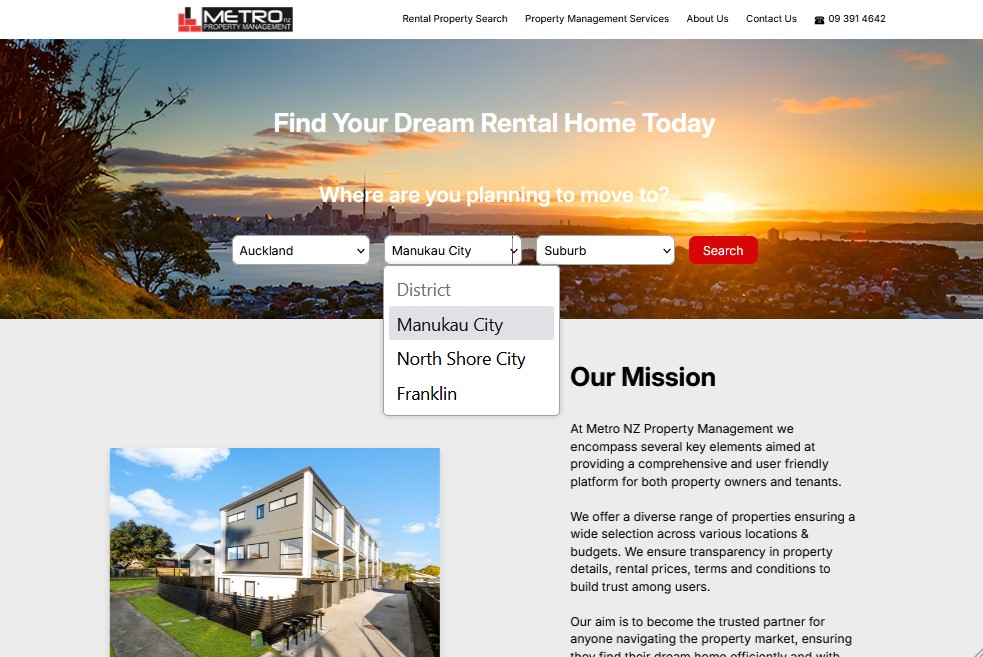 METRO NZ
PROPERTY MANAGEMENT
Rental Property Search
Property Management Services
About Us
Contact Us
09 391 4642
Find Your Dream Rental Home Today
Where are you planning to move to?
Auckland
Manukau City
Suburb
Search
District
Manukau City
North Shore City
Franklin
Our Mission
At Metro NZ Property Management we
encompass several key elements aimed at
providing a comprehensive and user friendly
platform for both property owners and tenants.
We offer a diverse range of properties ensuring a
wide selection across various locations &
budgets. We ensure transparency in property
details, rental prices, terms and conditions to
build trust among users.
Our aim is to become the trusted partner for
anyone navigating the property market, ensuring
they find their dream home efficiently and with